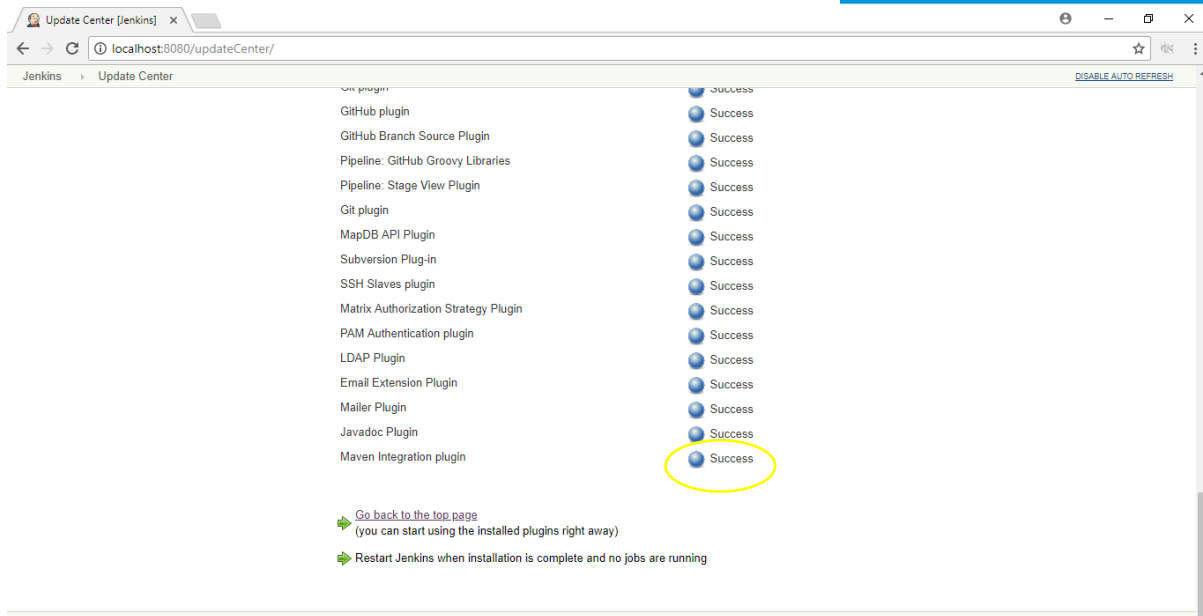 Update Center [Jenkins]
localhost:8080/updateCenter/
Jenkins Update Center DISABLE AUTO REFRESH
Git plugin Success
GitHub plugin Success
GitHub Branch Source Plugin Success
Pipeline: GitHub Groovy Libraries Success
Pipeline: Stage View Plugin Success
Git plugin Success
MapDB API Plugin Success
Subversion Plug-in Success
SSH Slaves plugin Success
Matrix Authorization Strategy Plugin Success
PAM Authentication plugin Success
LDAP Plugin Success
Email Extension Plugin Success
Mailer Plugin Success
Javadoc Plugin Success
Maven Integration plugin Success
Go back to the top page
(you can start using the installed plugins right away)
Restart Jenkins when installation is complete and no jobs are running